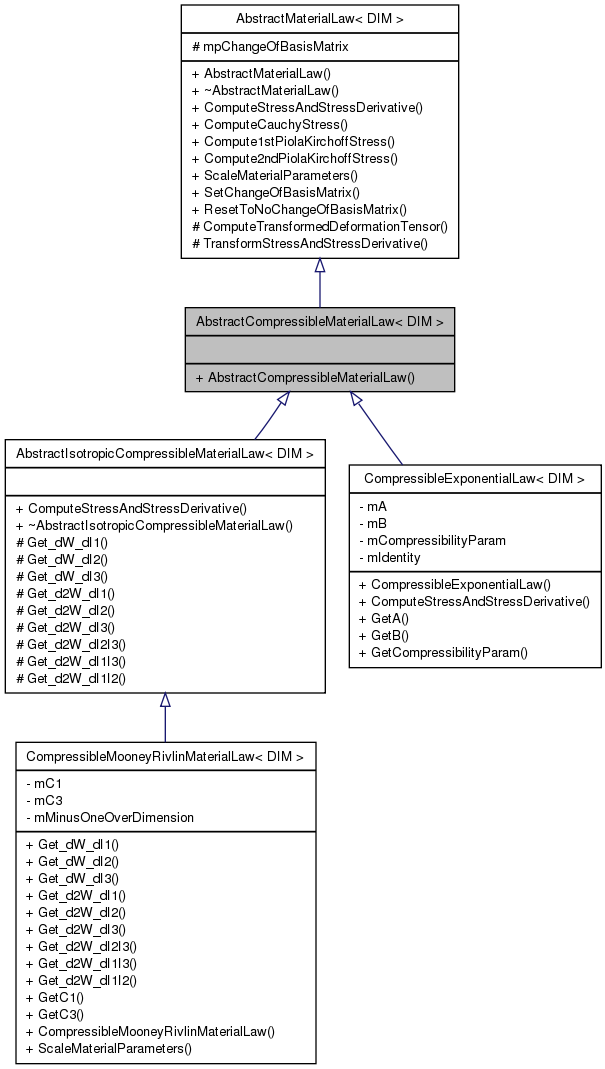 AbstractMaterialLaw< DIM >
# mpChangeOfBasisMatrix
+ AbstractMaterialLaw()
+ ~AbstractMaterialLaw()
+ ComputeStressAndStressDerivative()
+ ComputeCauchyStress()
+ Compute1stPiolaKirchoffStress()
+ Compute2ndPiolaKirchoffStress()
+ ScaleMaterialParameters()
+ SetChangeOfBasisMatrix()
+ ResetToNoChangeOfBasisMatrix()
# ComputeTransformedDeformationTensor()
# TransformStressAndStressDerivative()
AbstractCompressibleMaterialLaw< DIM >
+ AbstractCompressibleMaterialLaw()
AbstractIsotropicCompressibleMaterialLaw< DIM >
+ ComputeStressAndStressDerivative()
+ ~AbstractIsotropicCompressibleMaterialLaw()
# Get_dW_dI1()
# Get_dW_dI2()
# Get_dW_dI3()
# Get_d2W_dI1()
# Get_d2W_dI2()
# Get_d2W_dI3()
# Get_d2W_dI2I3()
# Get_d2W_dI1I3()
# Get_d2W_dI1I2()
CompressibleExponentialLaw< DIM >
- mA
- mB
- mCompressibilityParam
- mIdentity
+ CompressibleExponentialLaw()
+ ComputeStressAndStressDerivative()
+ GetA()
+ GetB()
+ GetCompressibilityParam()
CompressibleMooneyRivlinMaterialLaw< DIM >
- mC1
- mC3
- mMinusOneOverDimension
+ Get_dW_dI1()
+ Get_dW_dI2()
+ Get_dW_dI3()
+ Get_d2W_dI1()
+ Get_d2W_dI2()
+ Get_d2W_dI3()
+ Get_d2W_dI2I3()
+ Get_d2W_dI1I3()
+ Get_d2W_dI1I2()
+ GetC1()
+ GetC3()
+ CompressibleMooneyRivlinMaterialLaw()
+ ScaleMaterialParameters()